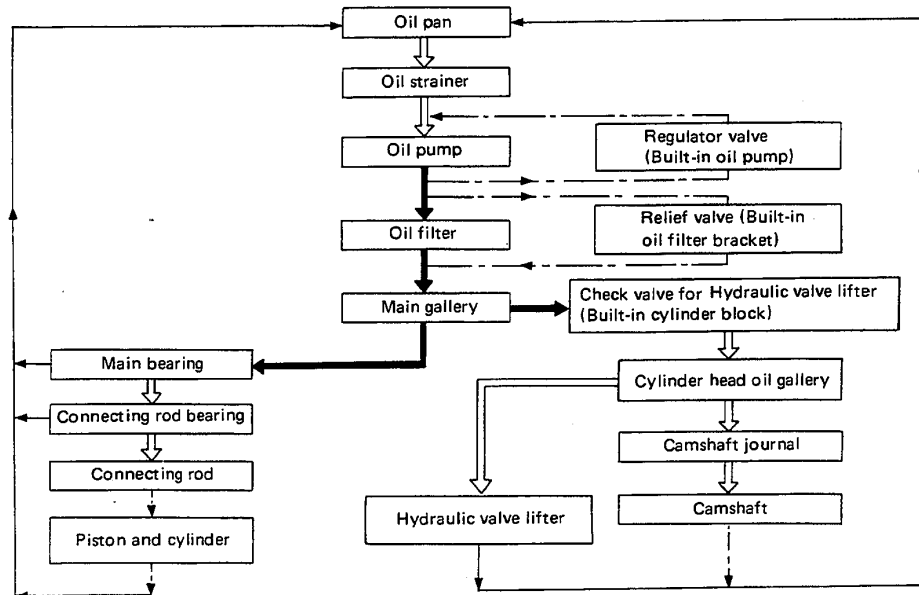 Oil pan
Oil strainer
Oil pump
Regulator valve
(Built-in oil pump)
Oil filter
Relief valve (Built-in
oil filter bracket)
Main gallery
Check valve for Hydraulic valve lifter
(Built-in cylinder block)
Main bearing
Cylinder head oil gallery
Connecting rod bearing
Camshaft journal
Connecting rod
Hydraulic valve lifter
Camshaft
Piston and cylinder